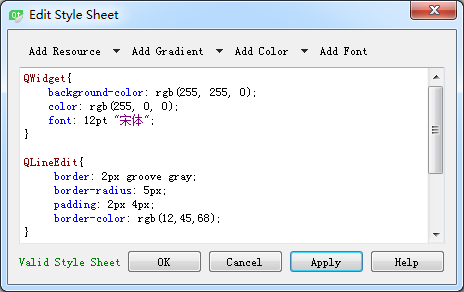 Edit Style Sheet
Add Resource Add Gradient Add Color Add Font
QWidget{
background-color: rgb(255, 255, 0);
color: rgb(255, 0, 0);
font: 12pt "宋体";
}
QLineEdit{
border: 2px groove gray;
border-radius: 5px;
padding: 2px 4px;
border-color: rgb(12,45,68);
}
Valid Style Sheet OK Cancel Apply Help